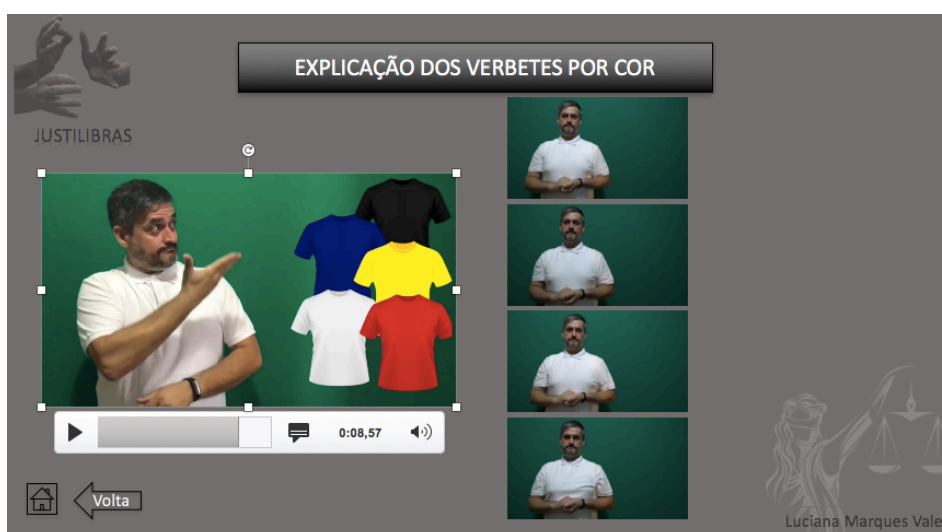 EXPLICAÇÃO DOS VERBETES POR COR
JUSTILIBRAS
0:08,57
Volta
Luciana Marques Vale